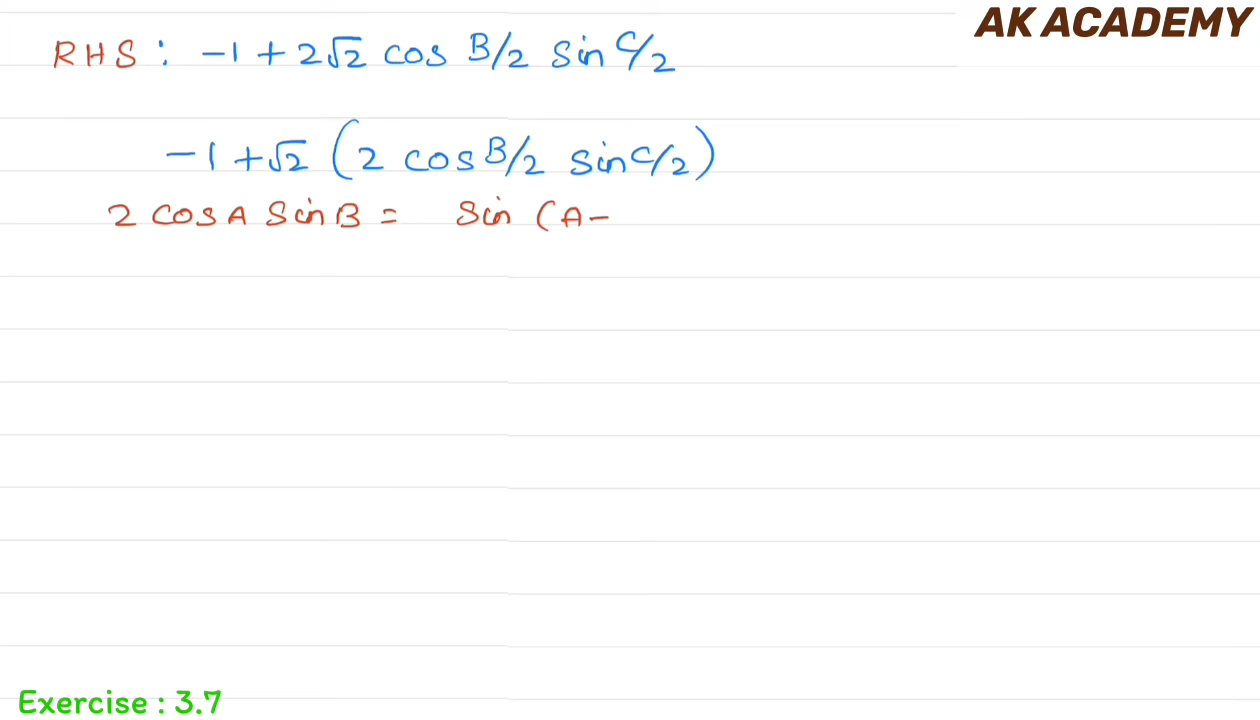 AK ACADEMY
RHS : -1 + 2√2 cos B/2 sin C/2
-1 + √2 (2 cos B/2 sin C/2)
2 cos A sin B = sin (A-
Exercise : 3.7